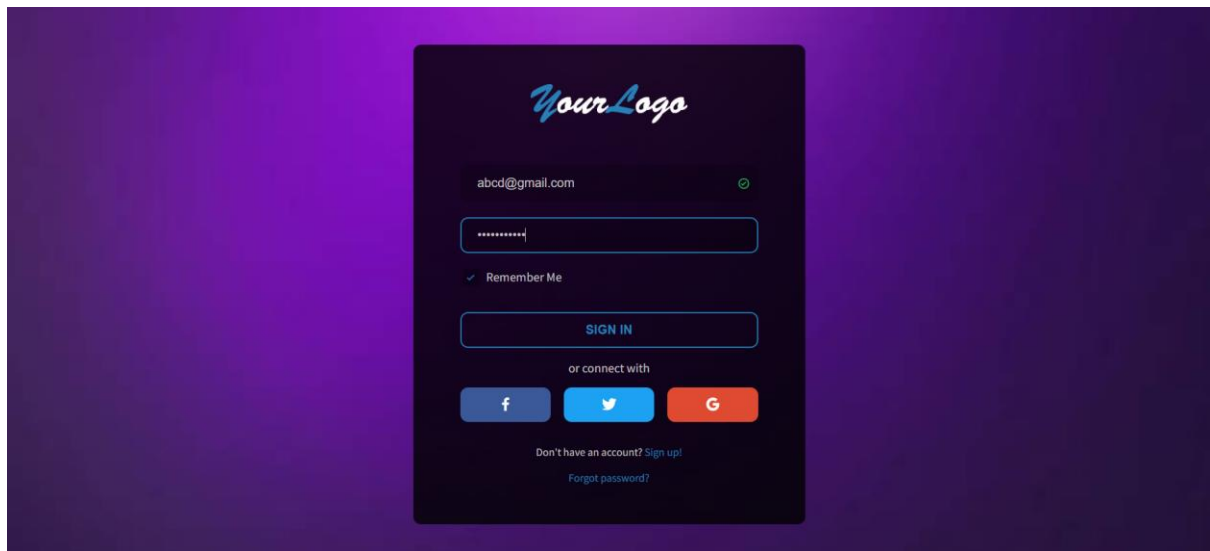 YourLogo
abcd@gmail.com
•••••••••••
Remember Me
SIGN IN
or connect with
f G
Don't have an account? Sign up!
Forgot password?